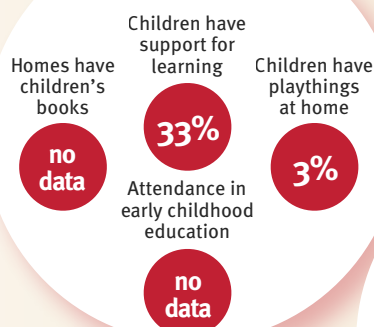 Children have
support for
learning
33%
Homes have
children's
books
no
data
Children have
playthings
at home
3%
Attendance in
early childhood
education
no
data